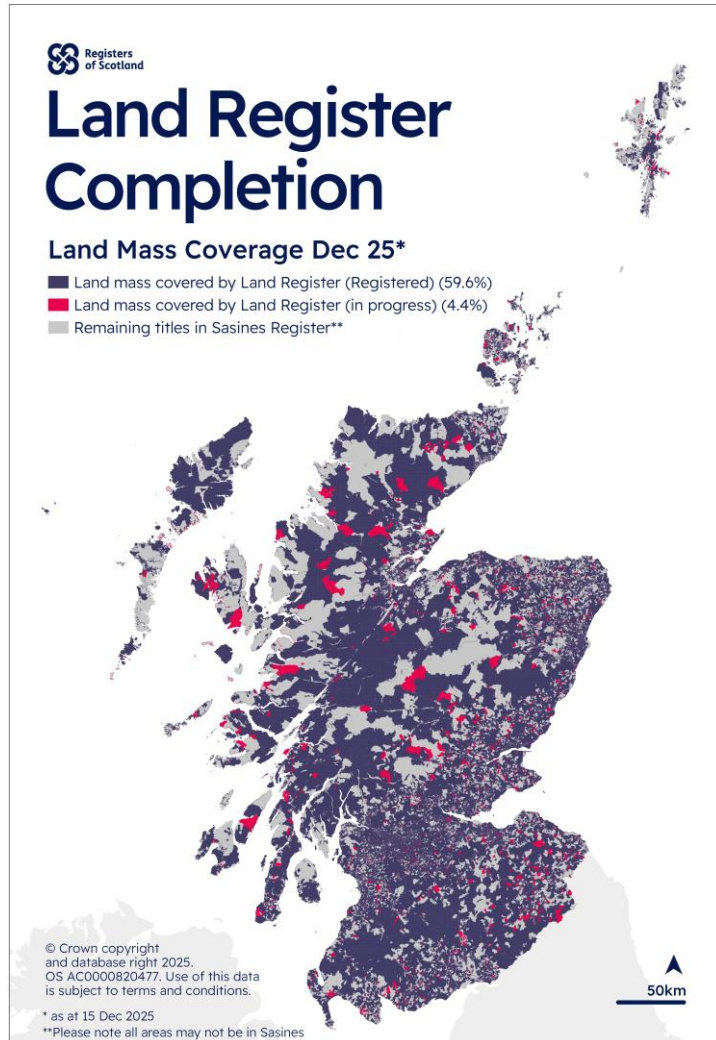 Registers
of Scotland
Land Register
Completion
Land Mass Coverage Dec 25*
Land mass covered by Land Register (Registered) (59.6%)
Land mass covered by Land Register (in progress) (4.4%)
Remaining titles in Sasines Register**
© Crown copyright
and database right 2025.
OS AC0000820477. Use of this data
is subject to terms and conditions.
50km
* as at 15 Dec 2025
**Please note all areas may not be in Sasines